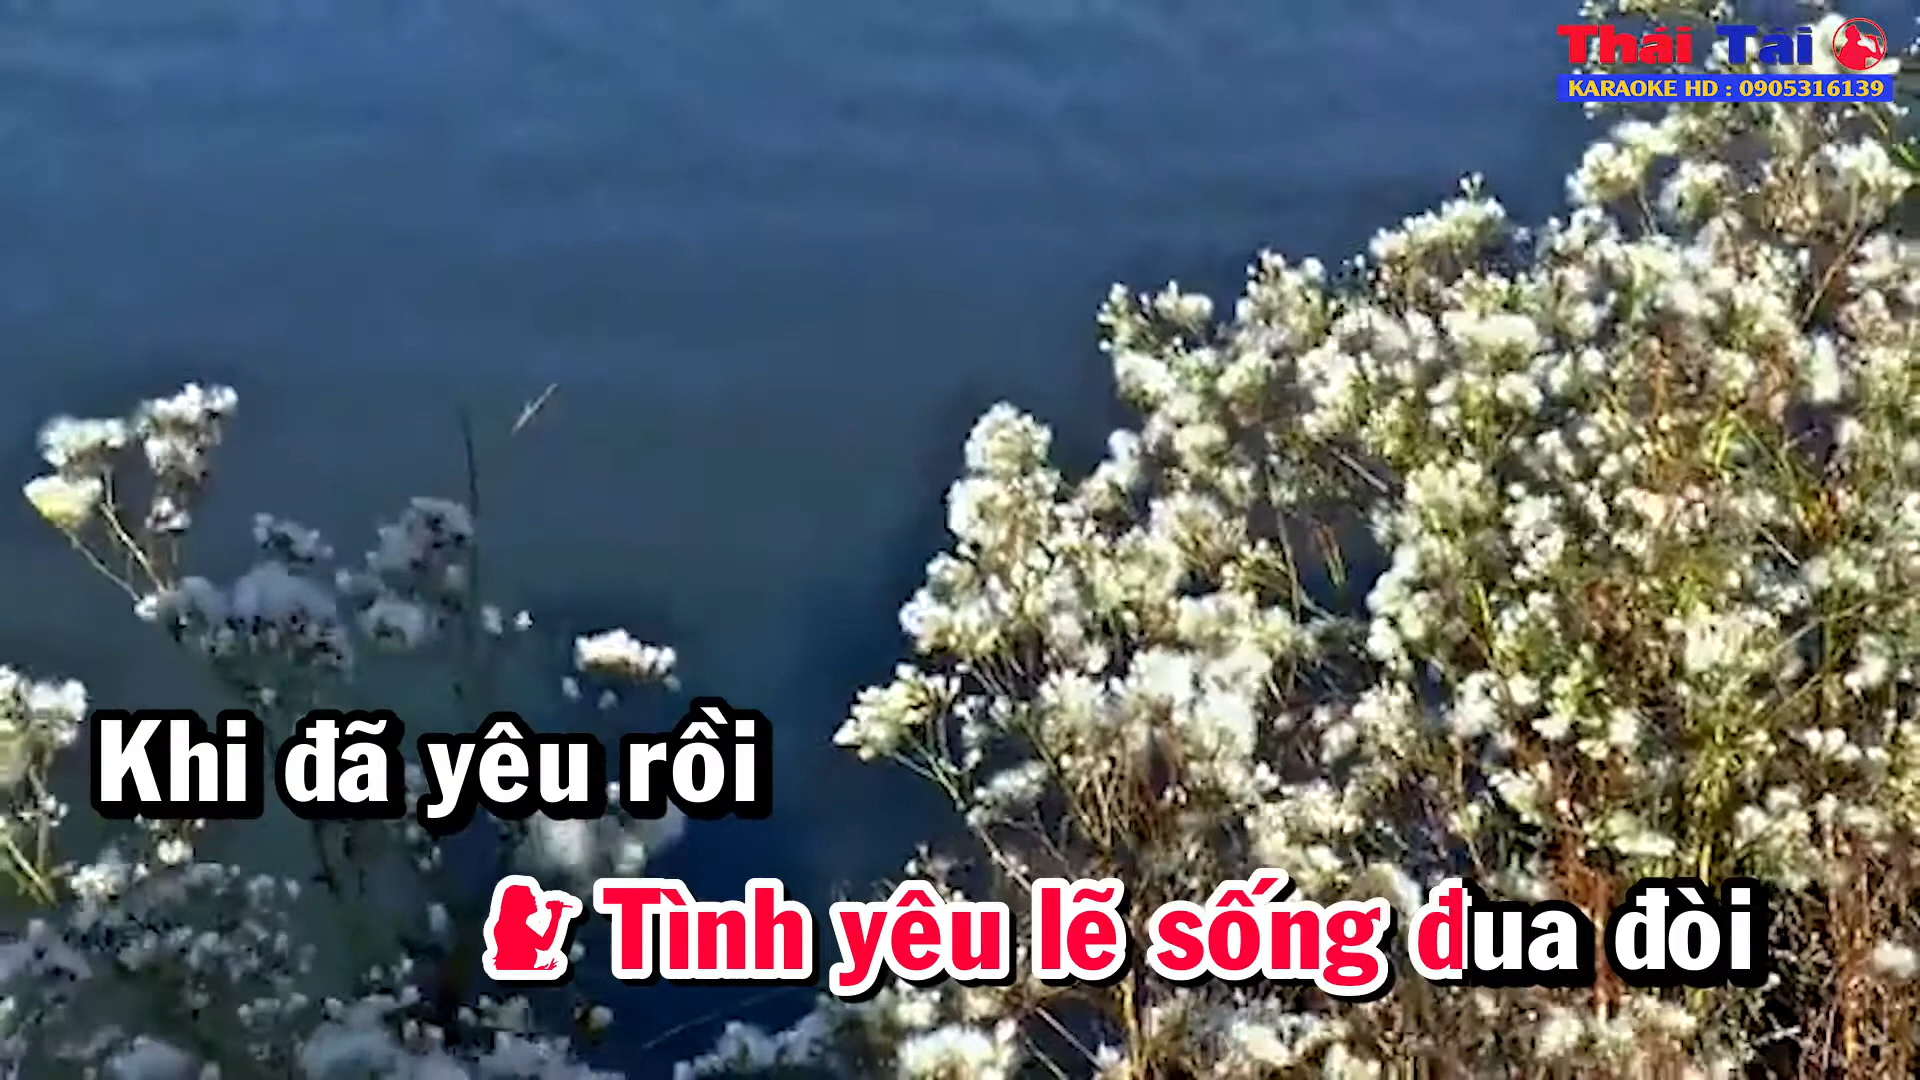 Thái Tài
KARAOKE HD : 0905316139
Khi đã yêu rồi
Tình yêu lẽ sống đua đòi